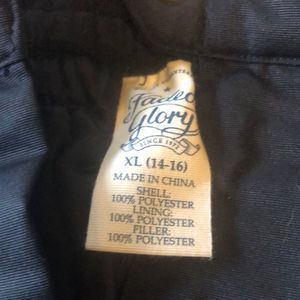 Faded
Glory
SINCE 1972
XL (14-16)
MADE IN CHINA
SHELL:
100% POLYESTER
LINING:
100% POLYESTER
FILLER:
100% POLYESTER